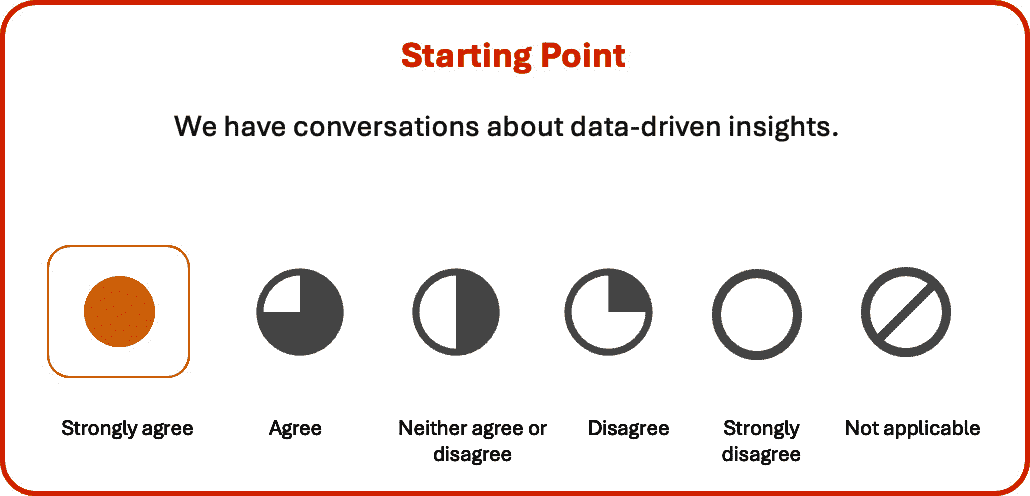 Starting Point
We have conversations about data-driven insights.
Strongly agree
Agree
Neither agree or
disagree
Disagree
Strongly
disagree
Not applicable